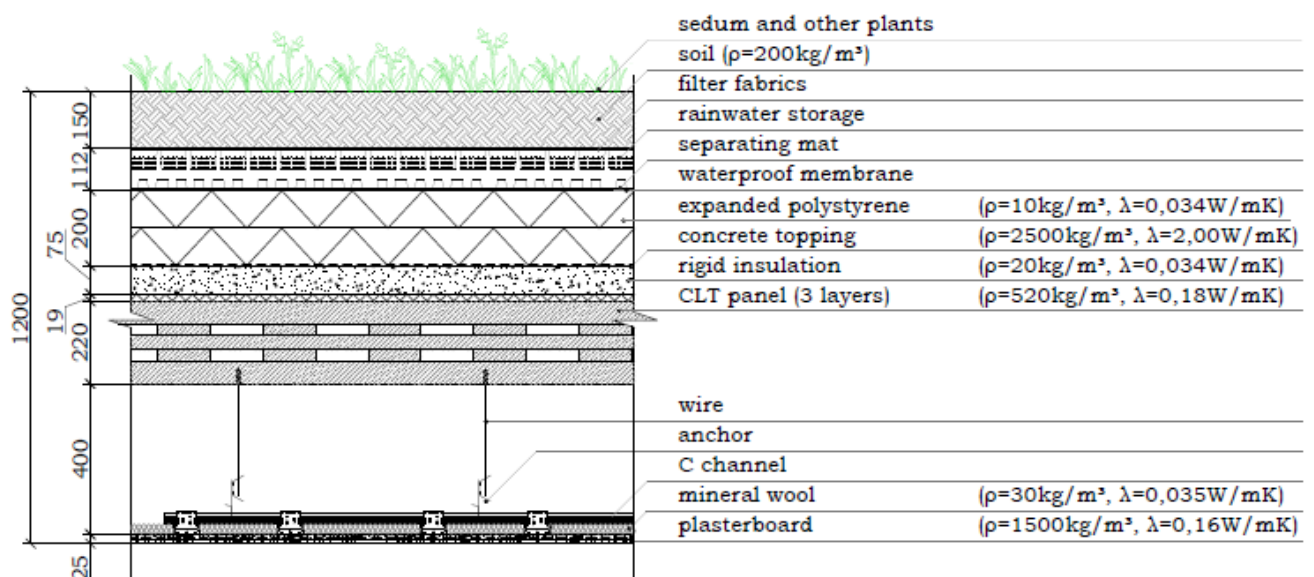 sedum and other plants
soil (ρ=200kg/m³)
filter fabrics
rainwater storage
separating mat
waterproof membrane
expanded polystyrene (ρ=10kg/m³, λ=0,034W/mK)
concrete topping (ρ=2500kg/m³, λ=2,00W/mK)
rigid insulation (ρ=20kg/m³, λ=0,034W/mK)
CLT panel (3 layers) (ρ=520kg/m³, λ=0,18W/mK)
wire
anchor
C channel
mineral wool (ρ=30kg/m³, λ=0,035W/mK)
plasterboard (ρ=1500kg/m³, λ=0,16W/mK)
1200
150
112
200
75
19
220
400
25